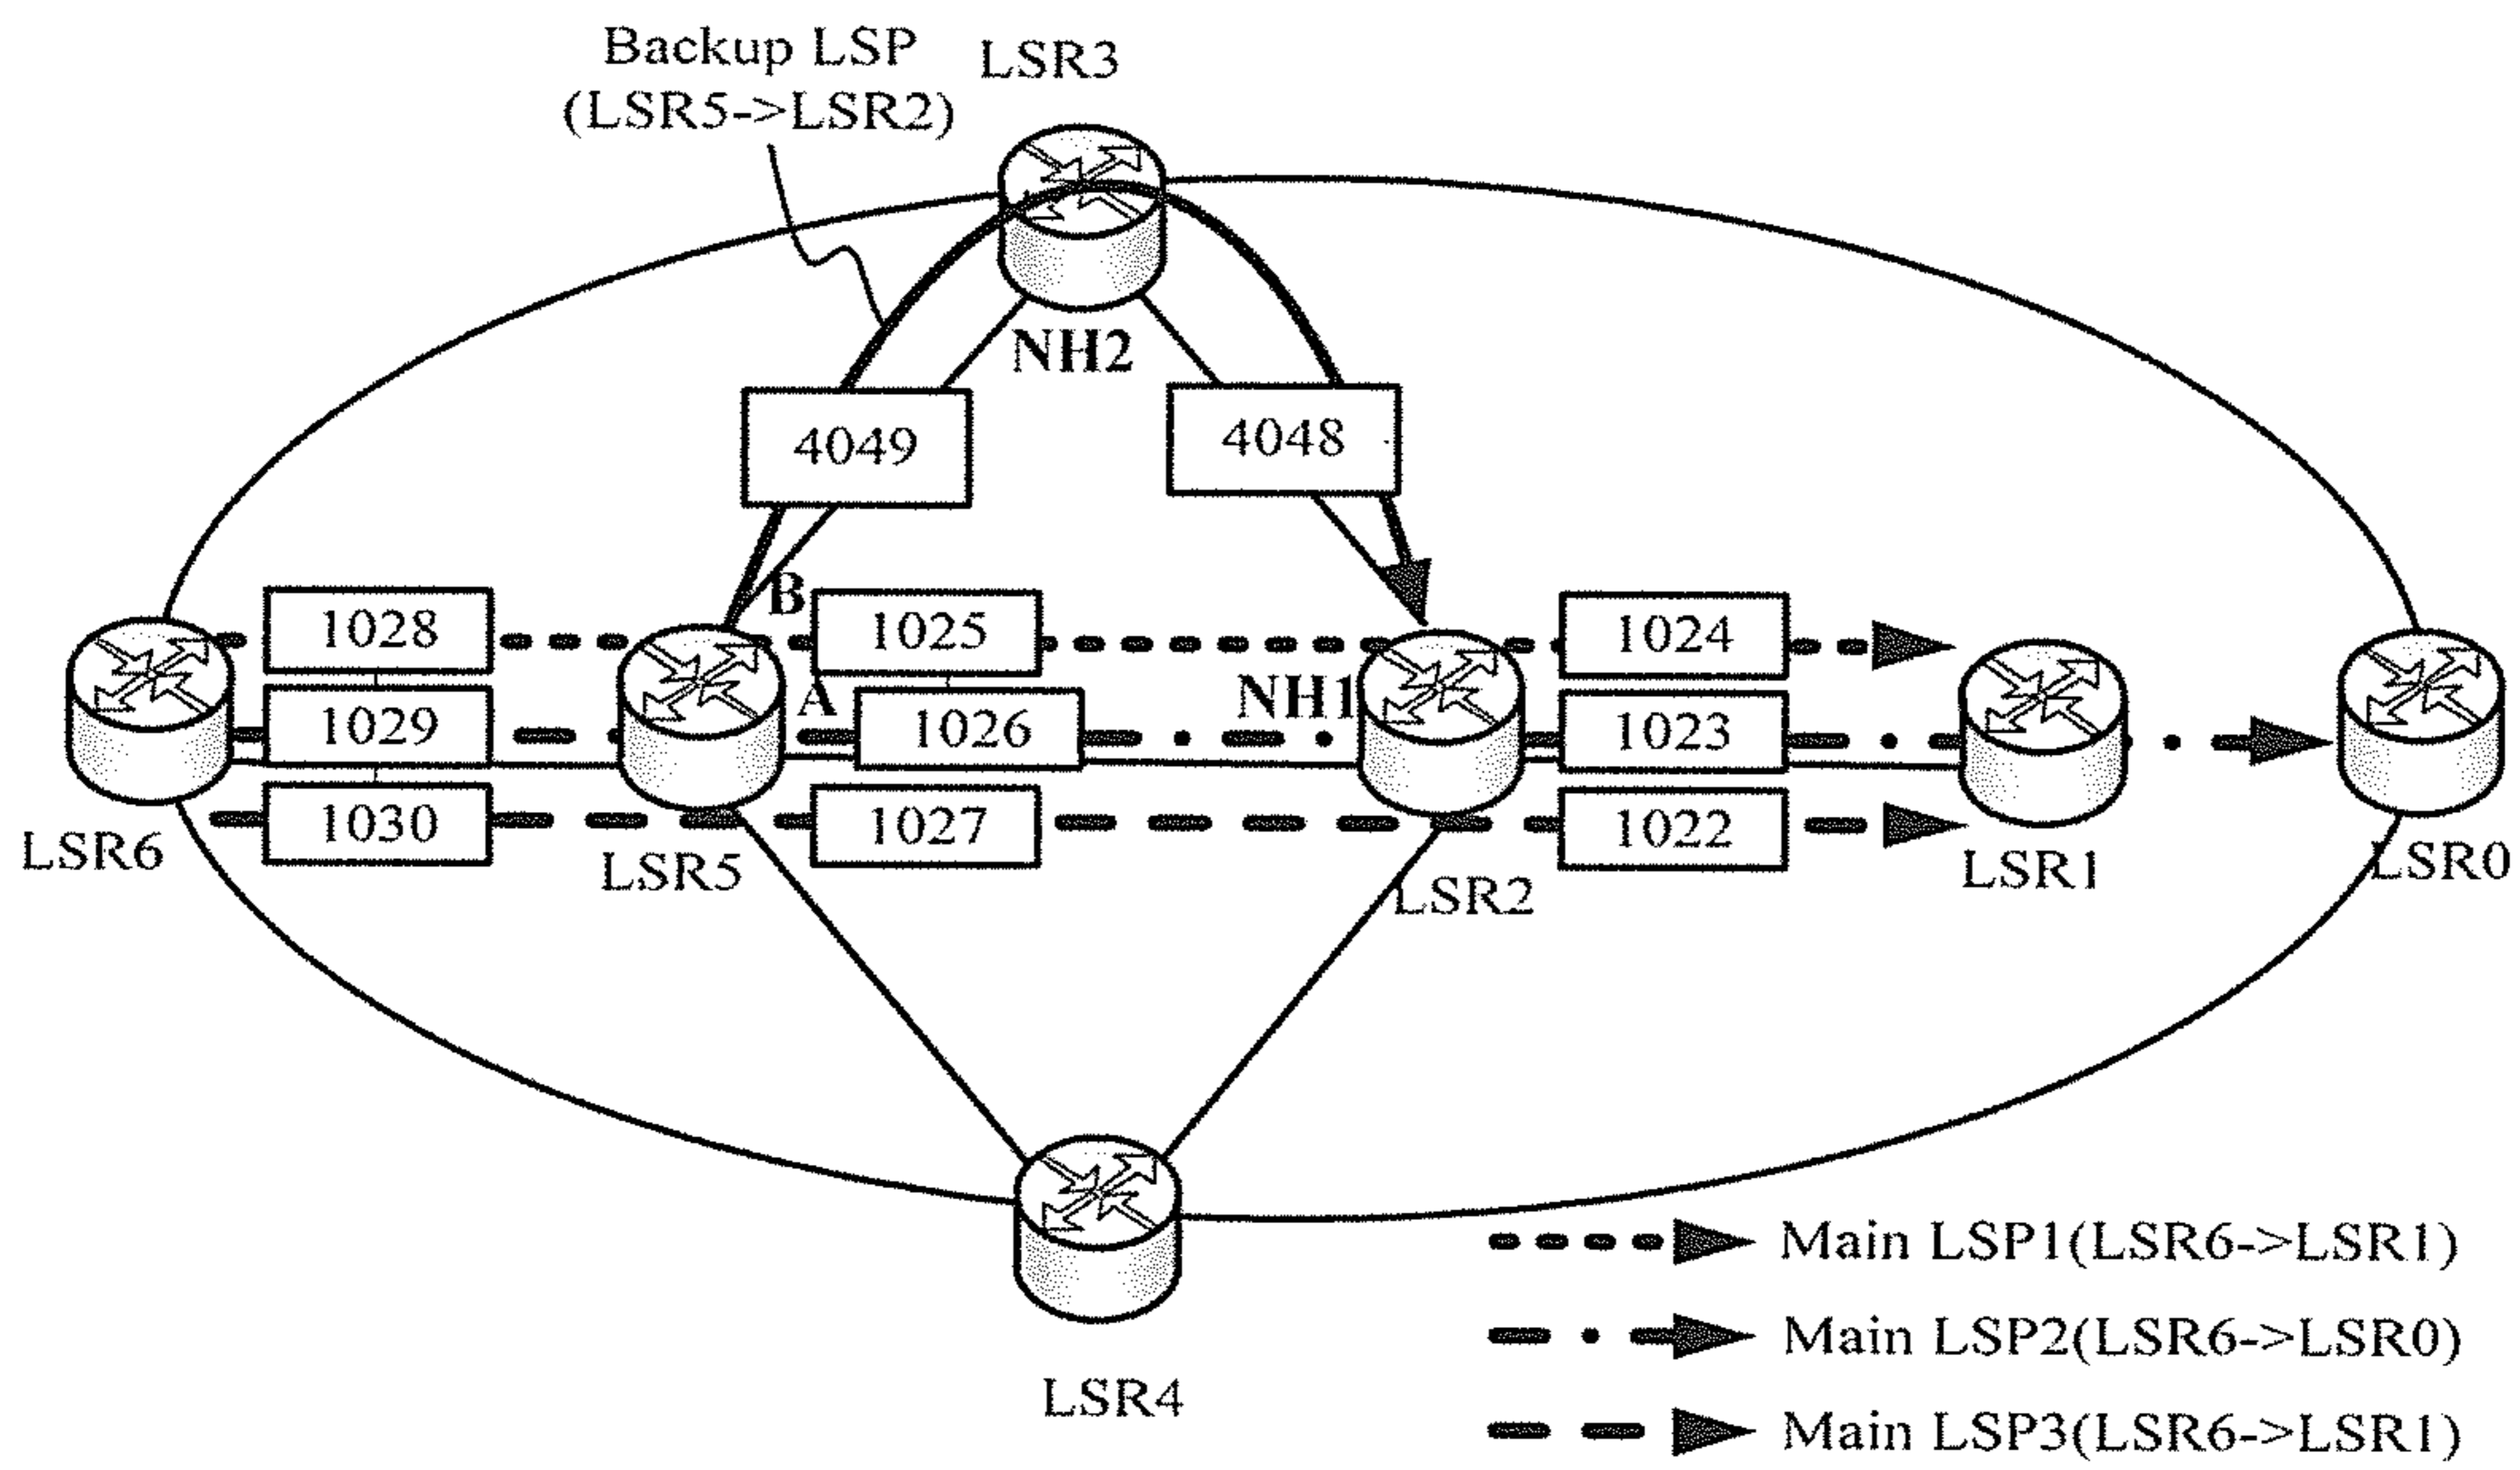 Backup LSP
(LSR5->LSR2)
LSR3
NH2
4049
4048
B
1028
1025
1024
A
NH1
1029
1026
1023
1030
1027
1022
LSR6
LSR5
LSR2
LSR1
LSR0
LSR4
Main LSP1(LSR6->LSR1)
Main LSP2(LSR6->LSR0)
Main LSP3(LSR6->LSR1)